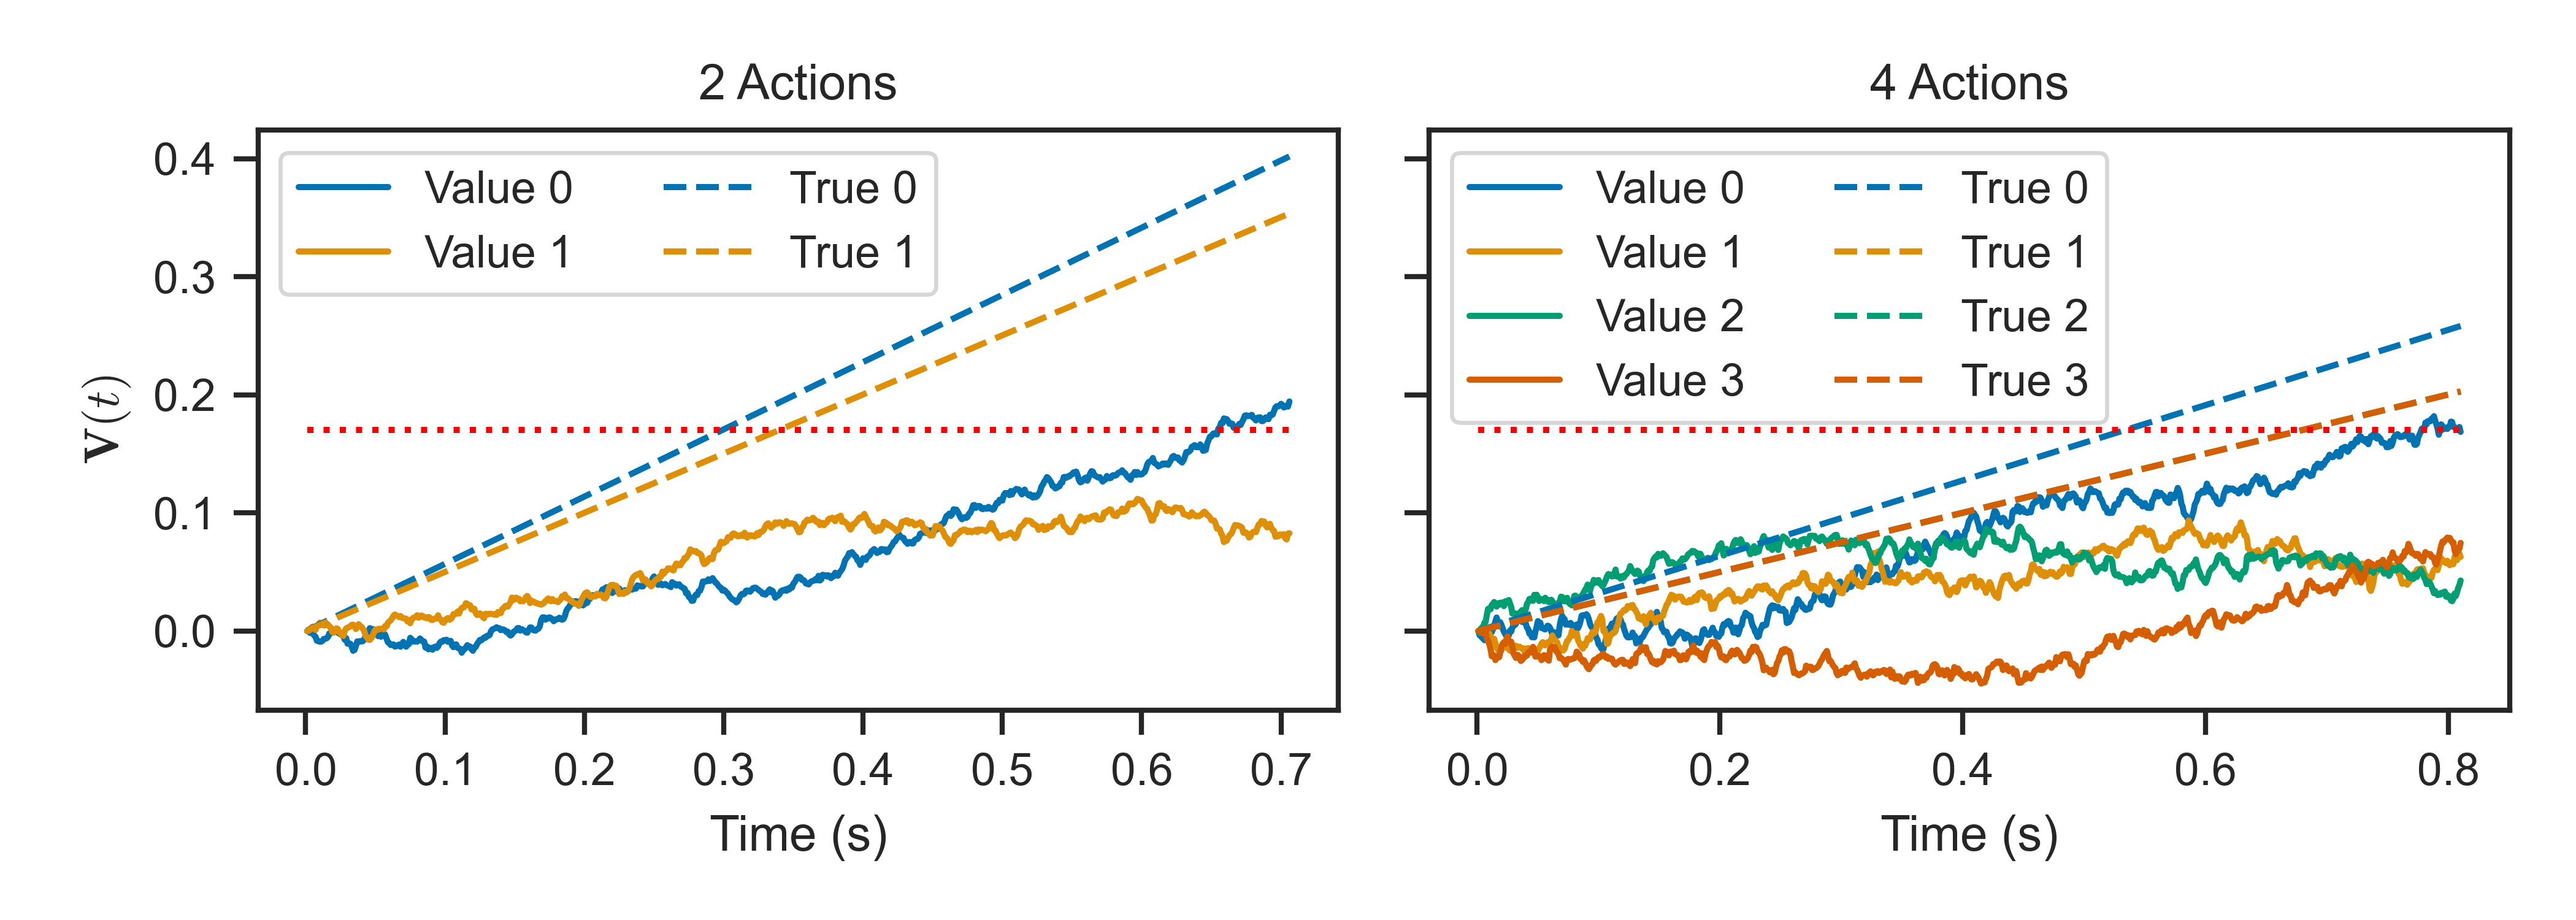 2 Actions
4 Actions
V(t)
0.4
0.3
0.2
0.1
0.0
Value 0
Value 1
True 0
True 1
0.0 0.1 0.2 0.3 0.4 0.5 0.6 0.7
Time (s)
Value 0
Value 1
Value 2
Value 3
True 0
True 1
True 2
True 3
0.0 0.2 0.4 0.6 0.8
Time (s)